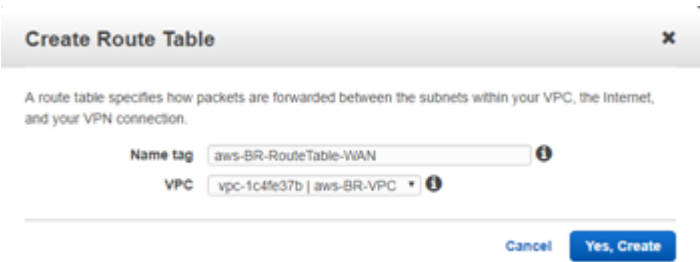 Create Route Table
A route table specifies how packets are forwarded between the subnets within your VPC, the Internet,
and your VPN connection.
Name tag aws-BR-RouteTable-WAN
VPC vpc-1c4fe37b | aws-BR-VPC
Cancel Yes, Create